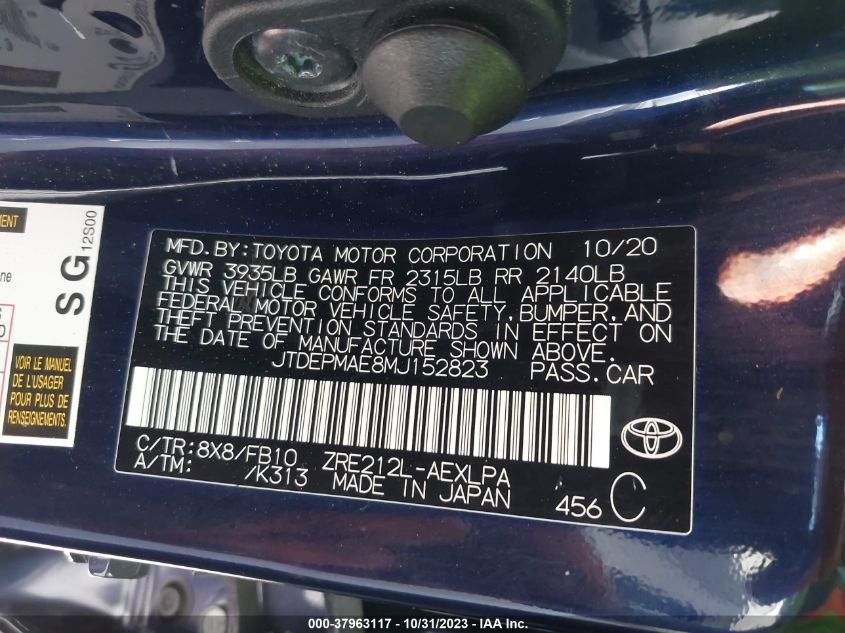 MFD.BY:TOYOTA MOTOR CORPORATION 10/20
GVWR 3935LB GAWR FR 2315LB RR 2140LB
THIS VEHICLE CONFORMS TO ALL APPLICABLE
FEDERAL MOTOR VEHICLE SAFETY, BUMPER, AND
THEFT PREVENTION STANDARDS IN EFFECT ON
THE DATE OF MANUFACTURE SHOWN ABOVE.
JTDEPMAE8MJ152823 PASS.CAR
C/TR:8X8/FB10 ZRE212L-AEXLPA
A/TM: /K313 MADE IN JAPAN
456 C
SG
12S00
VOIR LE MANUEL
DE L'USAGER
POUR PLUS DE
RENSEIGNEMENTS.
000-37963117 - 10/31/2023 - IAA Inc.